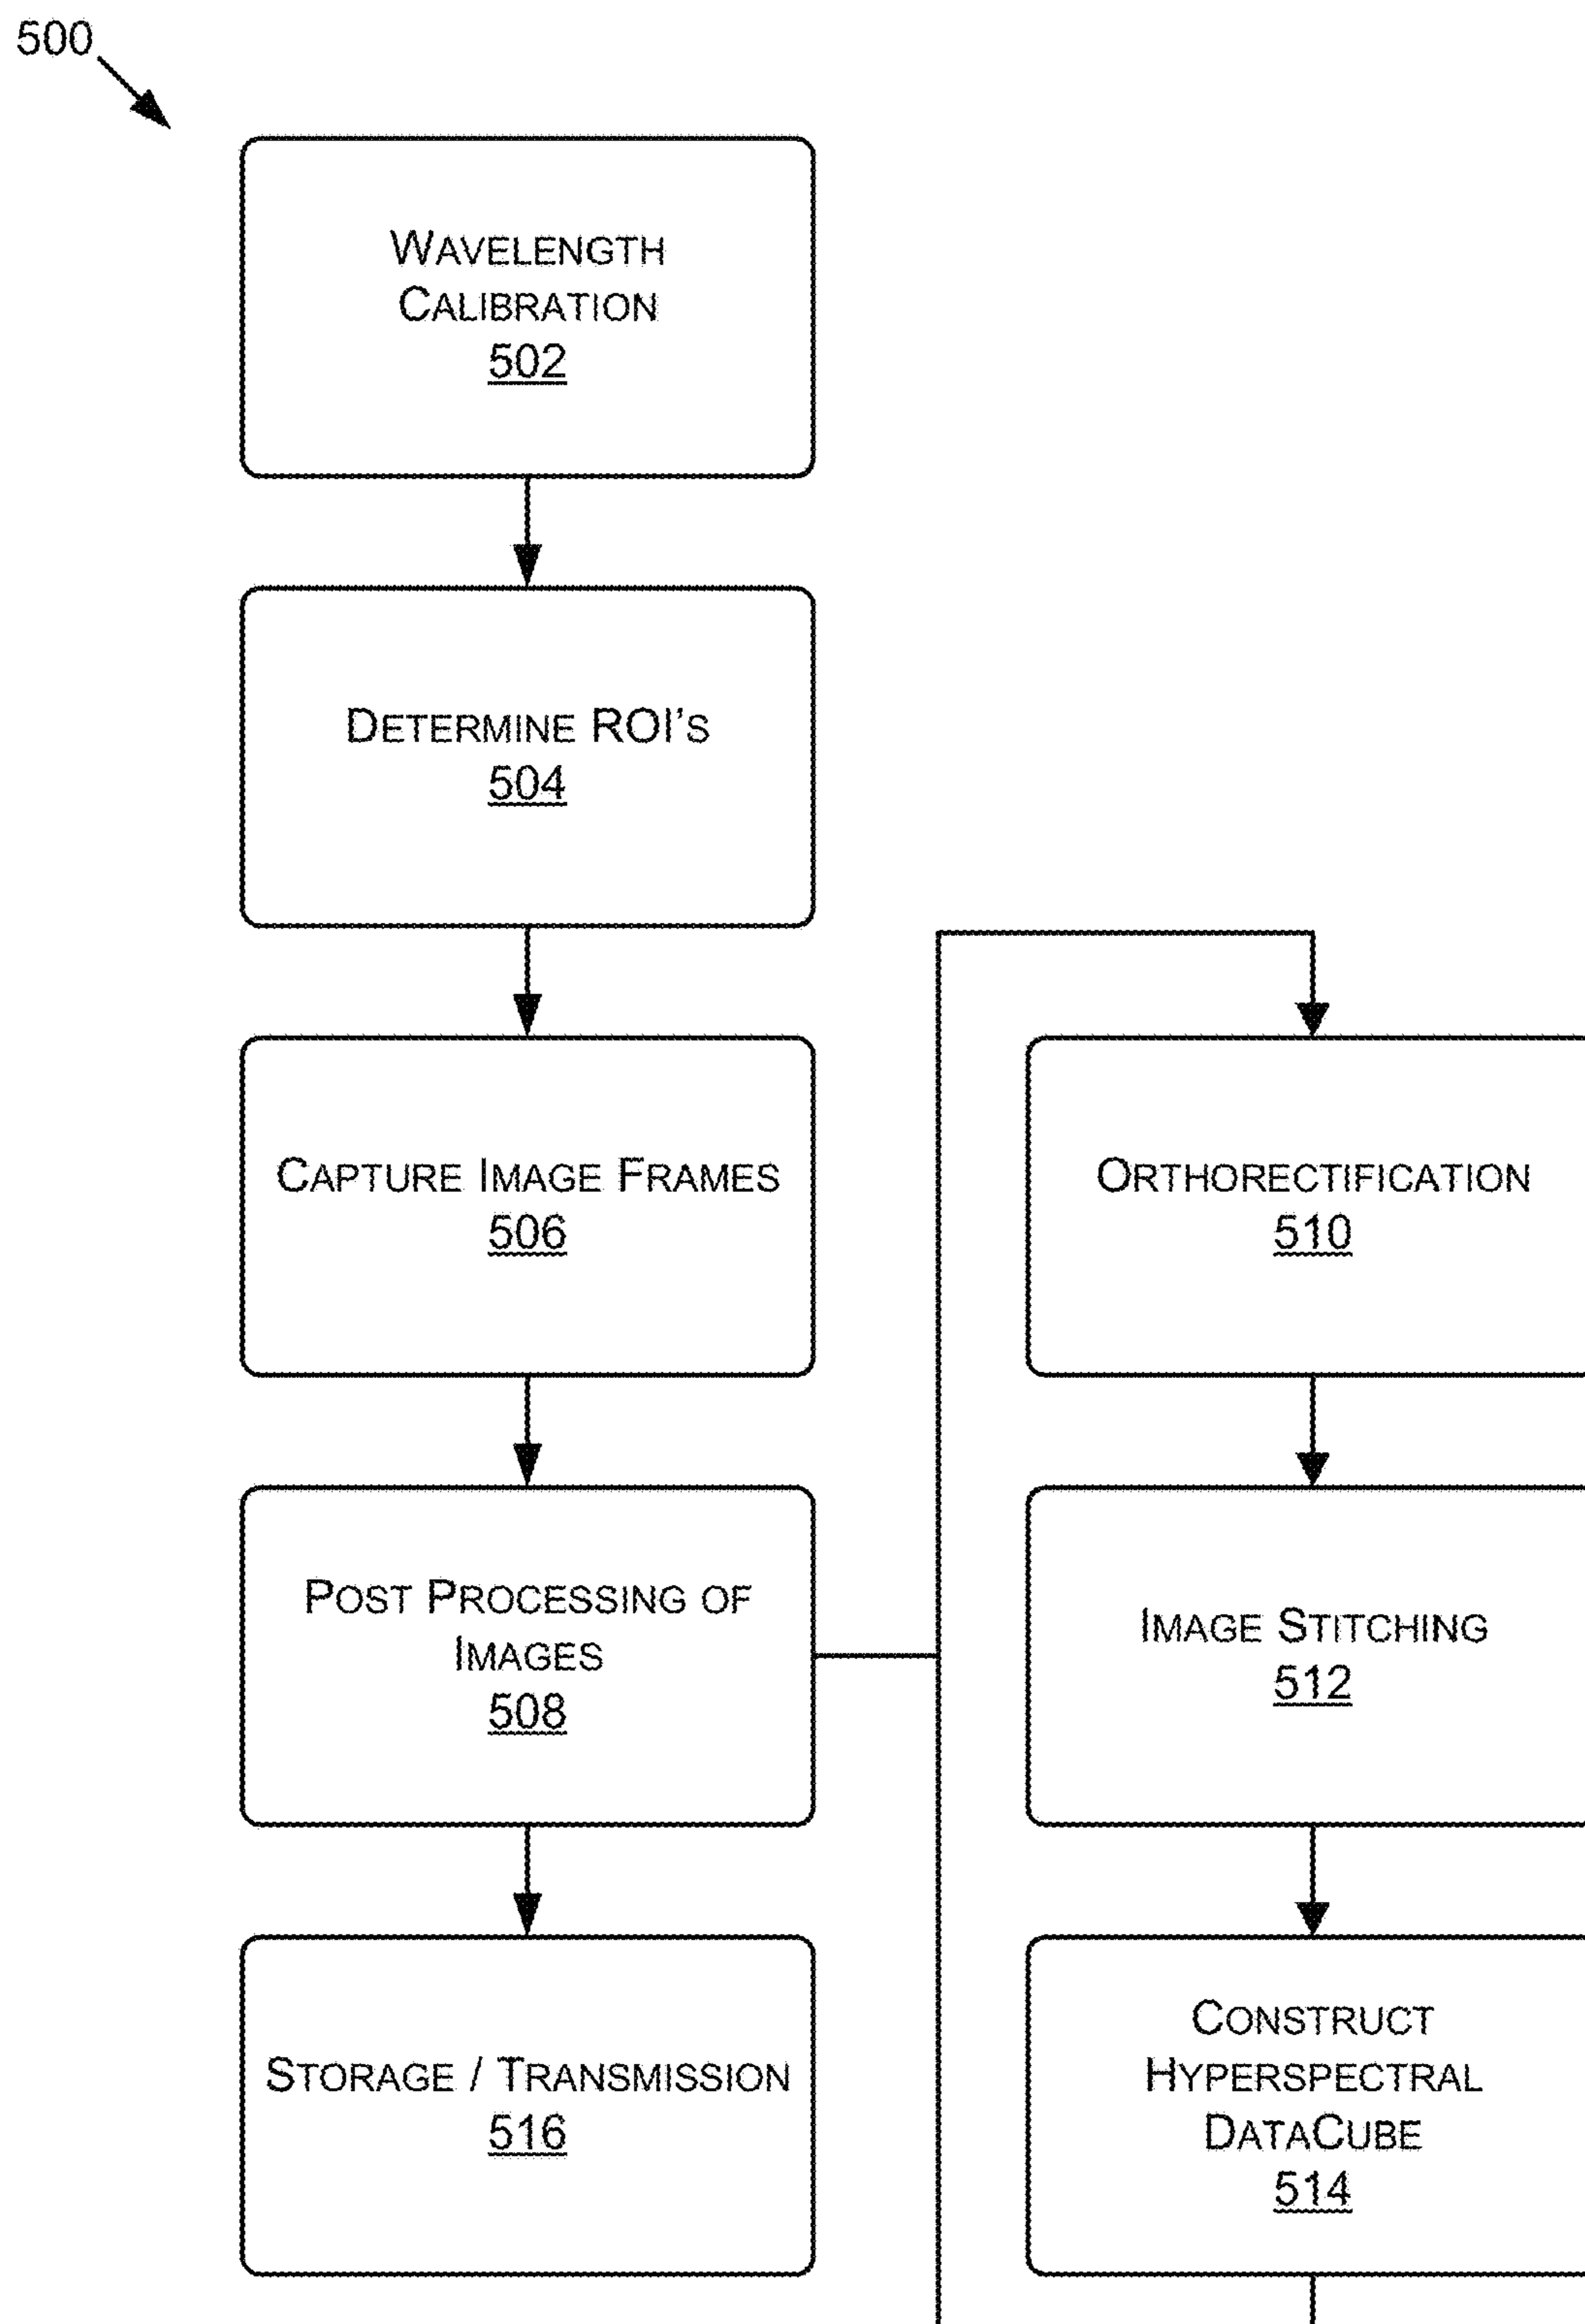 500
WAVELENGTH
CALIBRATION
502
DETERMINE ROI'S
504
CAPTURE IMAGE FRAMES
506
POST PROCESSING OF
IMAGES
508
STORAGE / TRANSMISSION
516
ORTHORECTIFICATION
510
IMAGE STITCHING
512
CONSTRUCT
HYPERSPECTRAL
DATACUBE
514